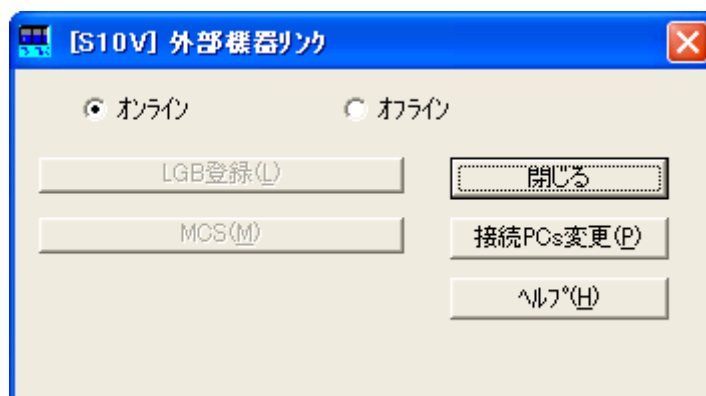 [S10V] 外部機器リンク
オンライン オフライン
LGB登録(L) 閉じる
MCS(M) 接続PCs変更(P)
ヘルプ(H)